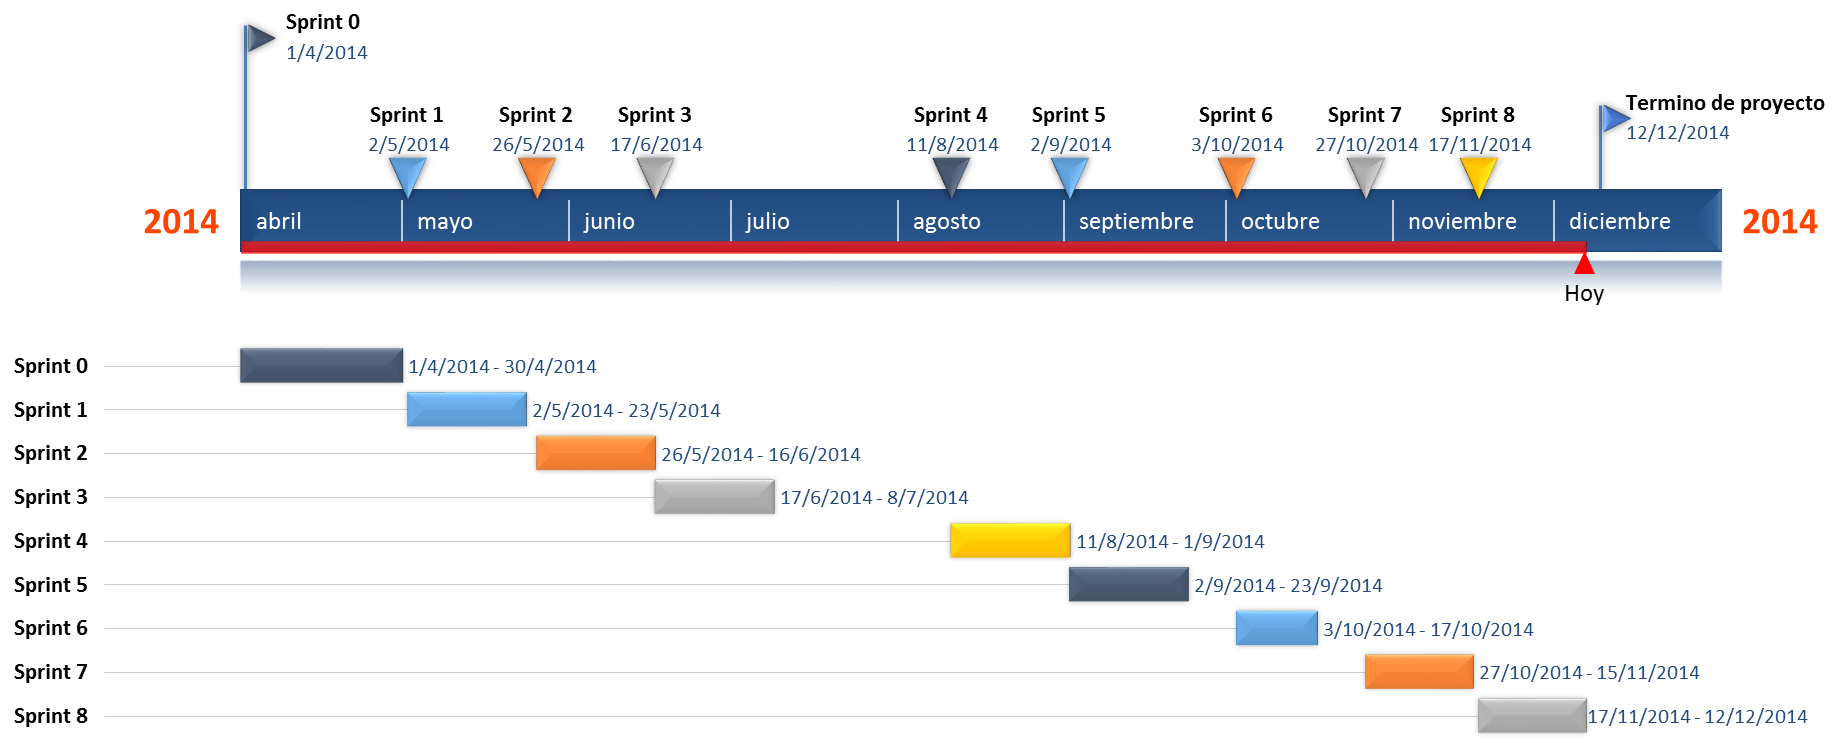 Sprint 0
1/4/2014
Sprint 1
2/5/2014
Sprint 2
26/5/2014
Sprint 3
17/6/2014
Sprint 4
11/8/2014
Sprint 5
2/9/2014
Sprint 6
3/10/2014
Sprint 7
27/10/2014
Sprint 8
17/11/2014
Termino de proyecto
12/12/2014
2014 abril mayo junio julio agosto septiembre octubre noviembre diciembre 2014
Hoy
Sprint 0 1/4/2014 - 30/4/2014
Sprint 1 2/5/2014 - 23/5/2014
Sprint 2 26/5/2014 - 16/6/2014
Sprint 3 17/6/2014 - 8/7/2014
Sprint 4 11/8/2014 - 1/9/2014
Sprint 5 2/9/2014 - 23/9/2014
Sprint 6 3/10/2014 - 17/10/2014
Sprint 7 27/10/2014 - 15/11/2014
Sprint 8 17/11/2014 - 12/12/2014